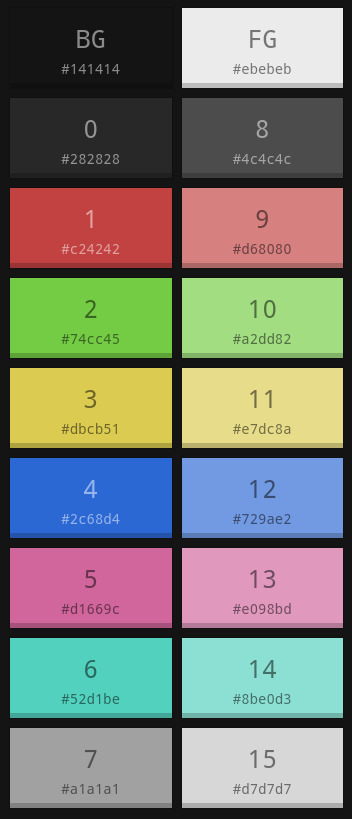 BG
#141414
FG
#ebebeb
0
#282828
8
#4c4c4c
1
#c24242
9
#d68080
2
#74cc45
10
#a2dd82
3
#dbcb51
11
#e7dc8a
4
#2c68d4
12
#729ae2
5
#d1669c
13
#e098bd
6
#52d1be
14
#8be0d3
7
#a1a1a1
15
#d7d7d7